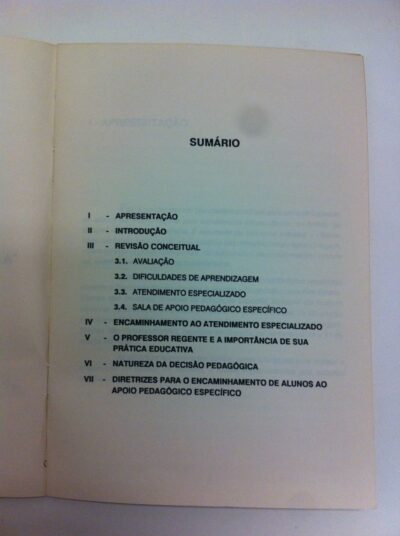 SUMÁRIO
I - APRESENTAÇÃO
II - INTRODUÇÃO
III - REVISÃO CONCEITUAL
3.1. AVALIAÇÃO
3.2. DIFICULDADES DE APRENDIZAGEM
3.3. ATENDIMENTO ESPECIALIZADO
3.4. SALA DE APOIO PEDAGÓGICO ESPECÍFICO
IV - ENCAMINHAMENTO AO ATENDIMENTO ESPECIALIZADO
V - O PROFESSOR REGENTE E A IMPORTÂNCIA DE SUA
PRÁTICA EDUCATIVA
VI - NATUREZA DA DECISÃO PEDAGÓGICA
VII - DIRETRIZES PARA O ENCAMINHAMENTO DE ALUNOS AO
APOIO PEDAGÓGICO ESPECÍFICO